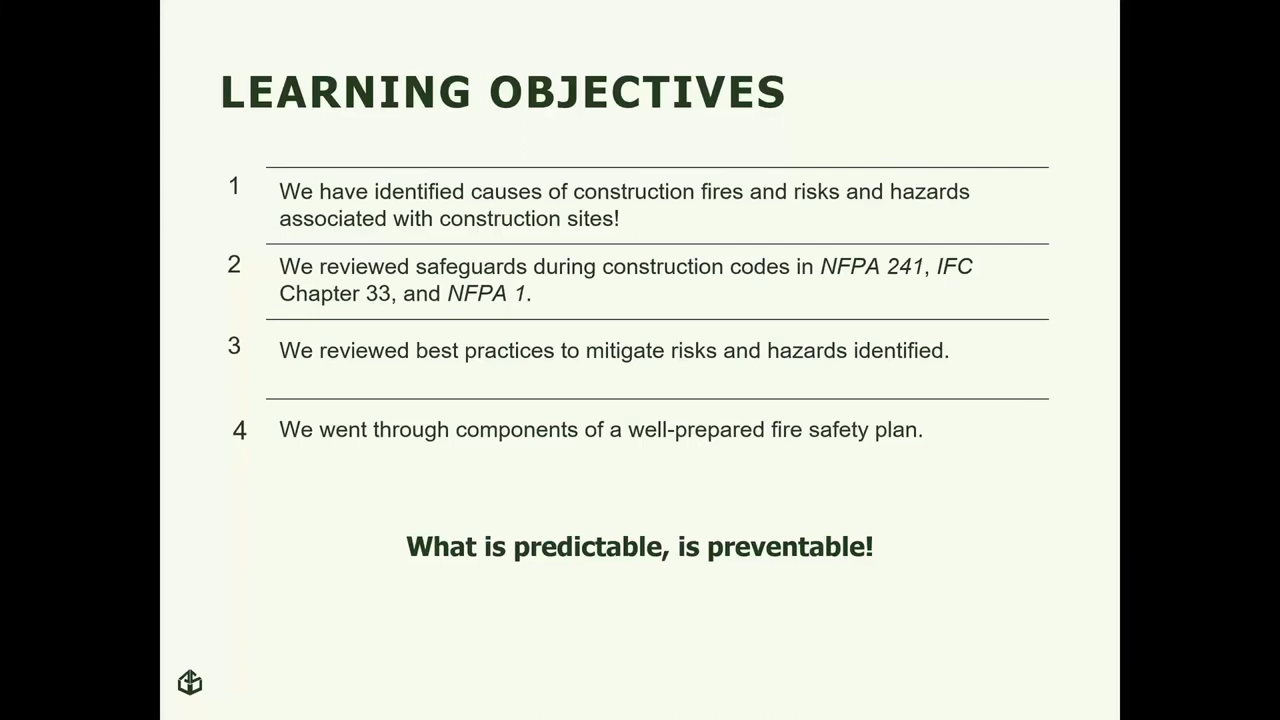 LEARNING OBJECTIVES
1
We have identified causes of construction fires and risks and hazards
associated with construction sites!
2
We reviewed safeguards during construction codes in NFPA 241, IFC
Chapter 33, and NFPA 1.
3
We reviewed best practices to mitigate risks and hazards identified.
4
We went through components of a well-prepared fire safety plan.
What is predictable, is preventable!